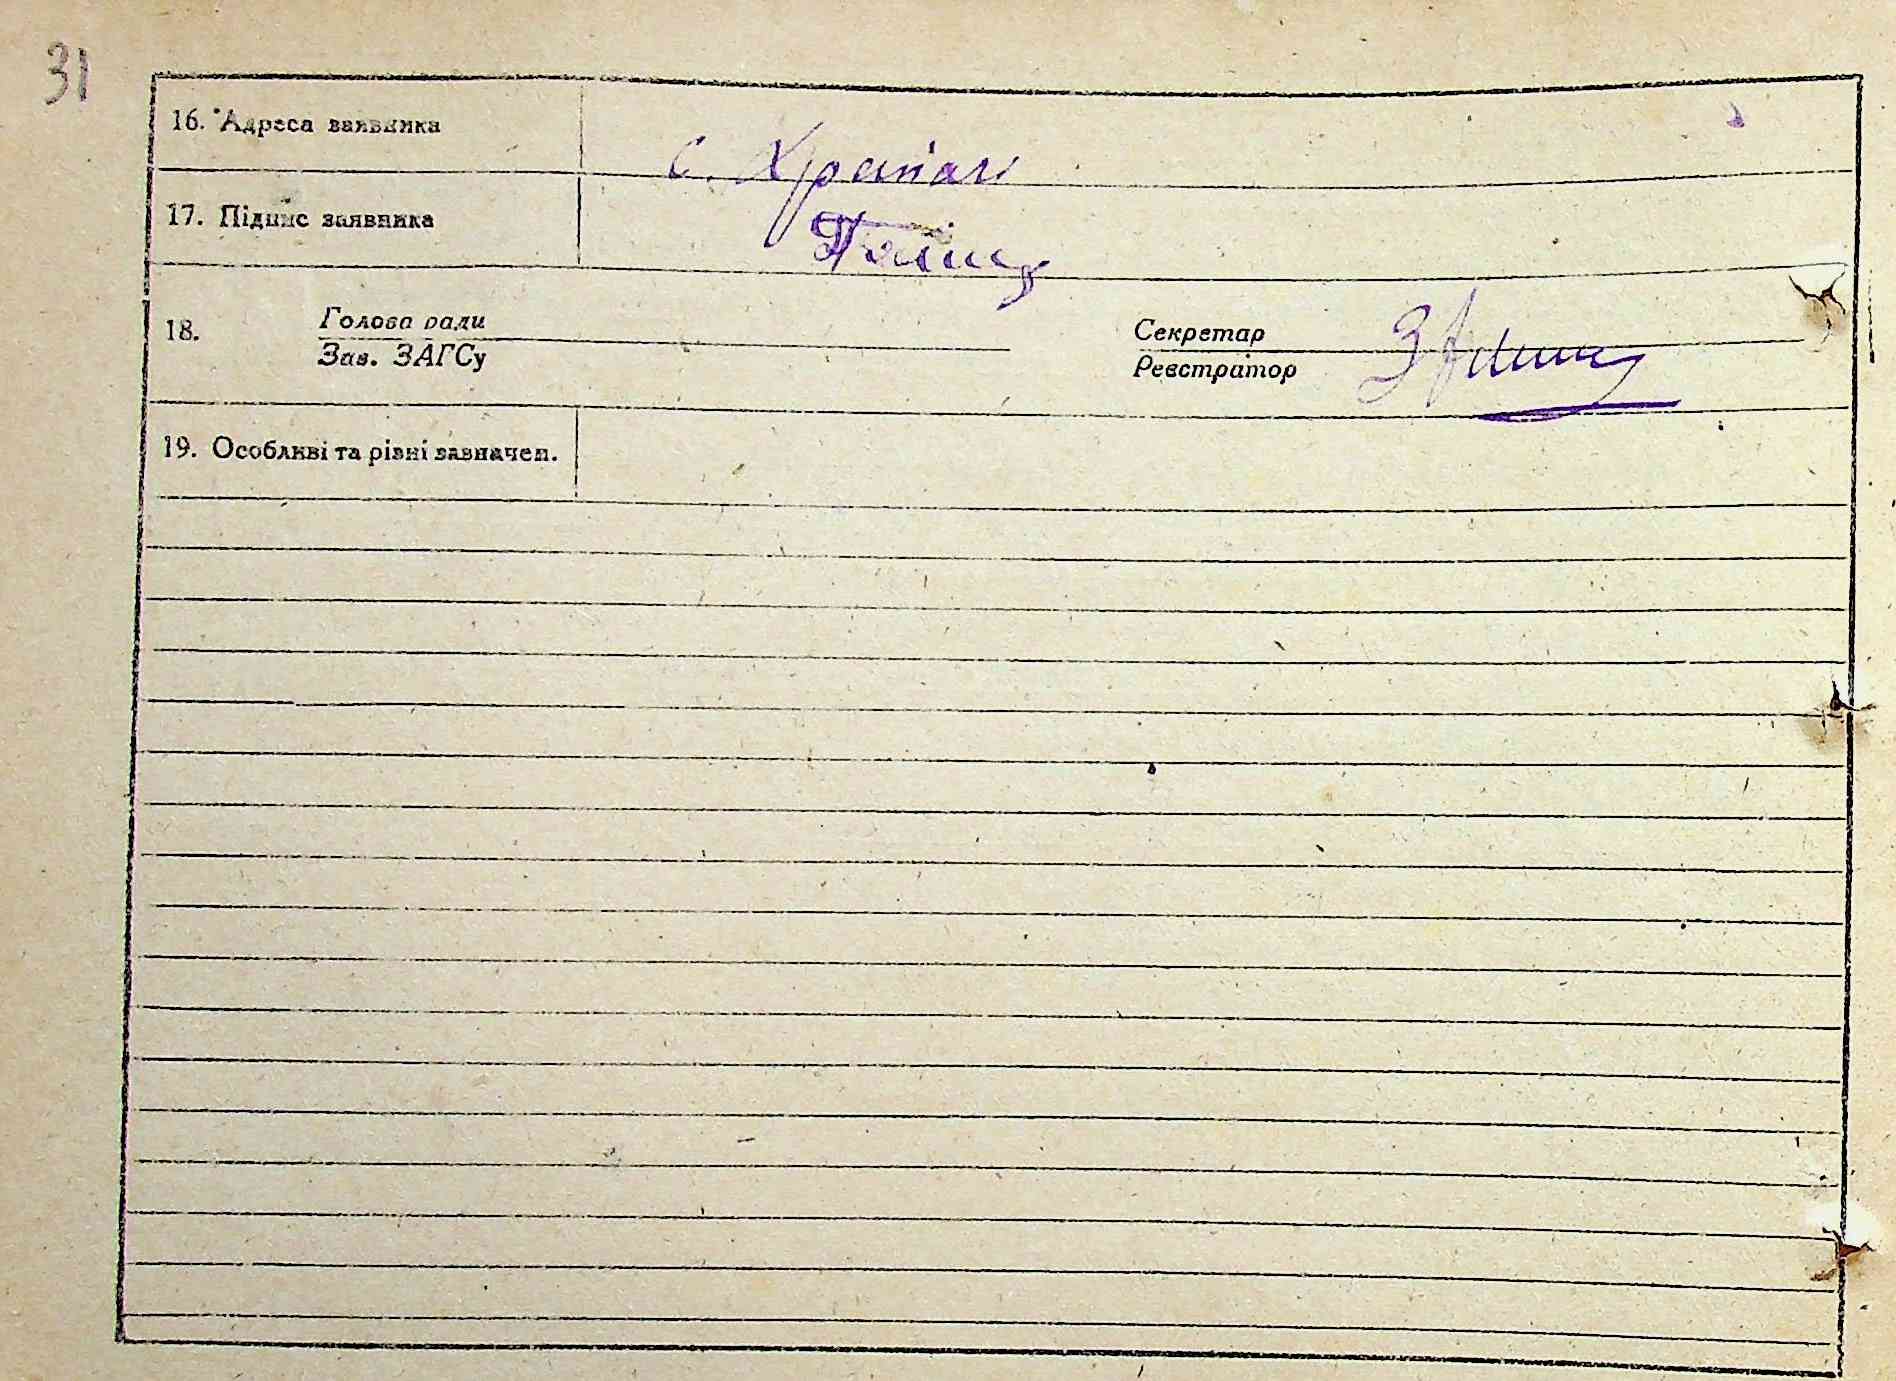 31
16. Адреса заявника
с. Хрипалі
17. Підпис заявника
18. Голова ради
Зав. ЗАГСу
Секретар
Реєстратор
19. Особливі та різні зазначен.